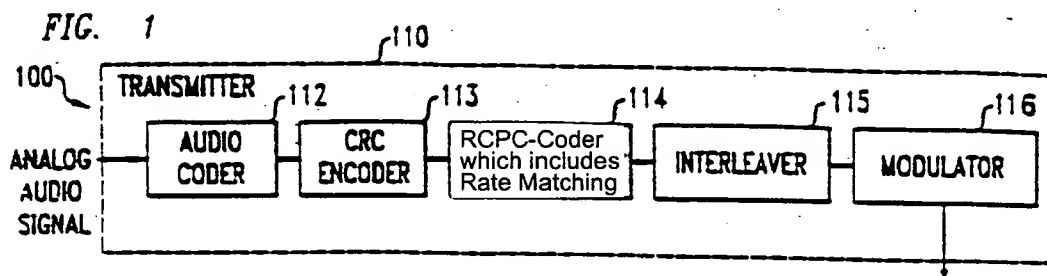 FIG. 1
110
100
TRANSMITTER
112
113
114
115
116
ANALOG
AUDIO
SIGNAL
AUDIO
CODER
CRC
ENCODER
RCPC-Coder
which includes
Rate Matching
INTERLEAVER
MODULATOR